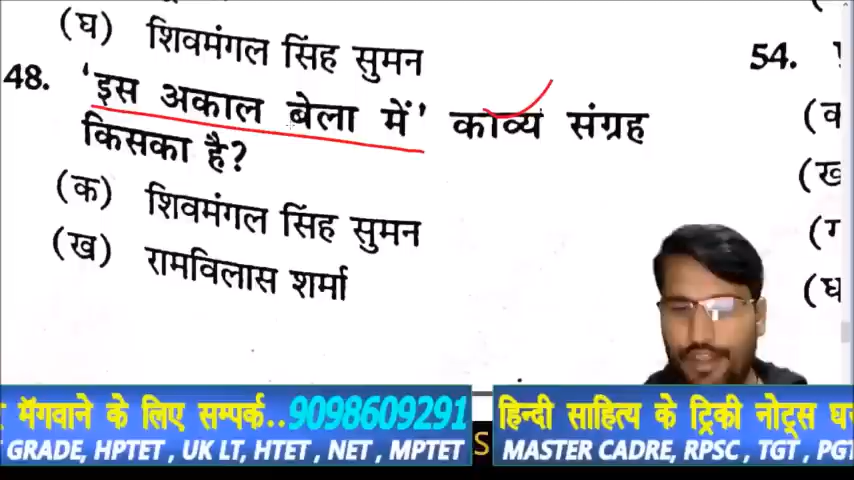 (घ) शिवमंगल सिंह सुमन
48. 'इस अकाल बेला में' काव्य संग्रह
किसका है?
(क) शिवमंगल सिंह सुमन
(ख) रामविलास शर्मा
54.
(क
(ख
(ग
(घ
र मॅगवाने के लिए सम्पर्क..9098609291
GRADE, HPTET , UK LT, HTET , NET , MPTET
S
हिन्दी साहित्य के ट्रिकी नोट्स घर
MASTER CADRE, RPSC , TGT , PGT